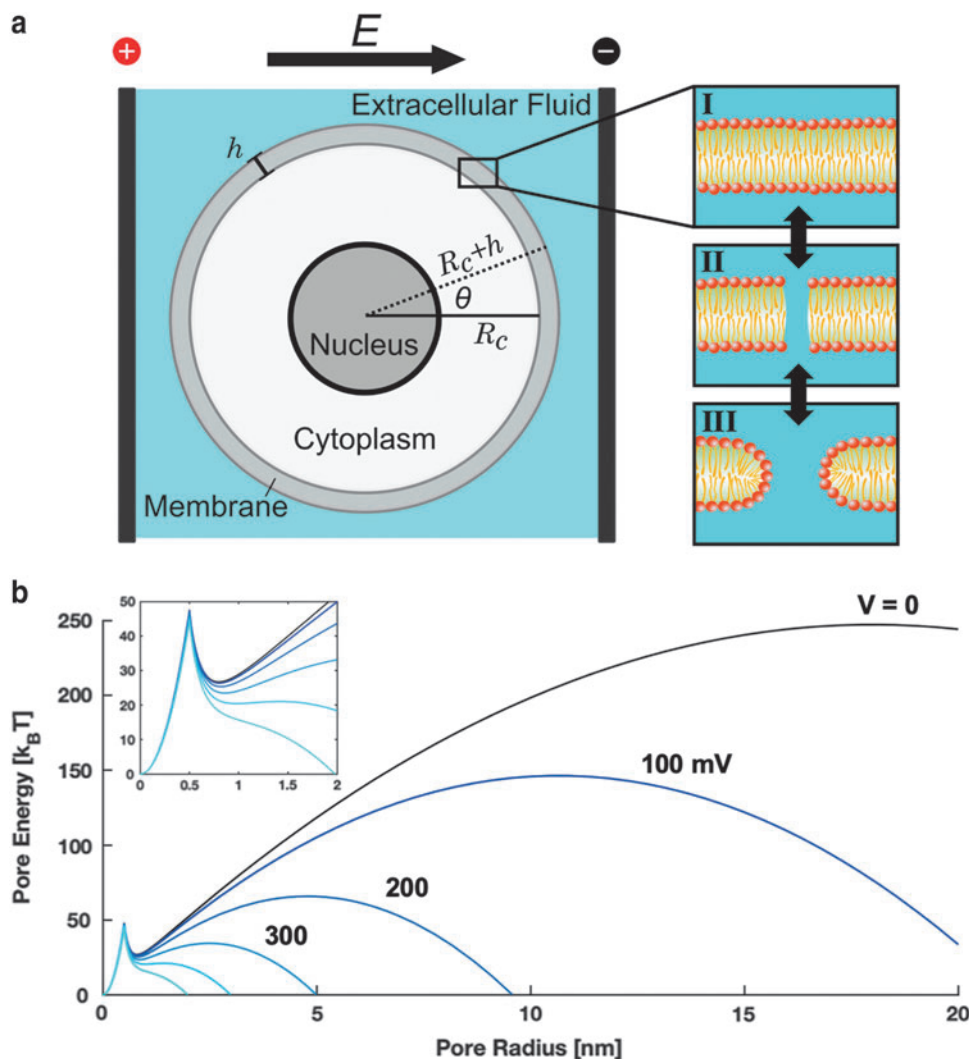 a
E
+
−
Extracellular Fluid
h
R_c+h
θ
R_c
Nucleus
Cytoplasm
Membrane
I
II
III
b
V = 0
100 mV
200
300
Pore Energy [k_BT]
250
200
150
100
50
0
0
5
10
15
20
Pore Radius [nm]
50
40
30
20
10
0
0
0.5
1
1.5
2